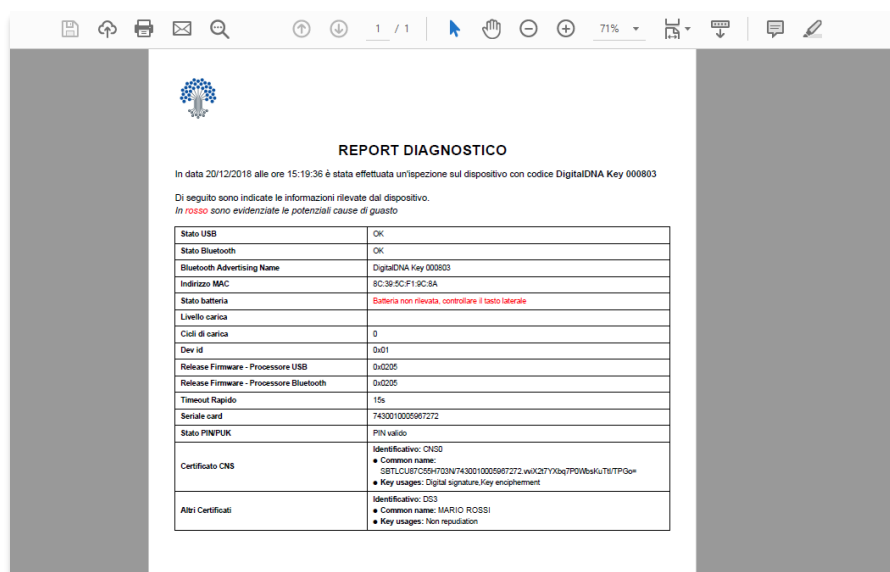 1 / 1
71%
REPORT DIAGNOSTICO
In data 20/12/2018 alle ore 15:19:36 è stata effettuata un'ispezione sul dispositivo con codice DigitalDNA Key 000803
Di seguito sono indicate le informazioni rilevate dal dispositivo.
In rosso sono evidenziate le potenziali cause di guasto
Stato USB OK
Stato Bluetooth OK
Bluetooth Advertising Name DigitalDNA Key 000803
Indirizzo MAC 8C:39:5C:F1:9C:8A
Stato batteria Batteria non rilevata, controllare il tasto laterale
Livello carica
Cicli di carica 0
Dev id 0x01
Release Firmware - Processore USB 0x0205
Release Firmware - Processore Bluetooth 0x0205
Timeout Rapido 15s
Seriale card 7430010005967272
Stato PIN/PUK PIN valido
Certificato CNS
Identificativo: CNS0
● Common name:
● Key usages: Digital signature,Key encipherment
Altri Certificati
Identificativo: DS3
● Common name: MARIO ROSSI
● Key usages: Non repudiation